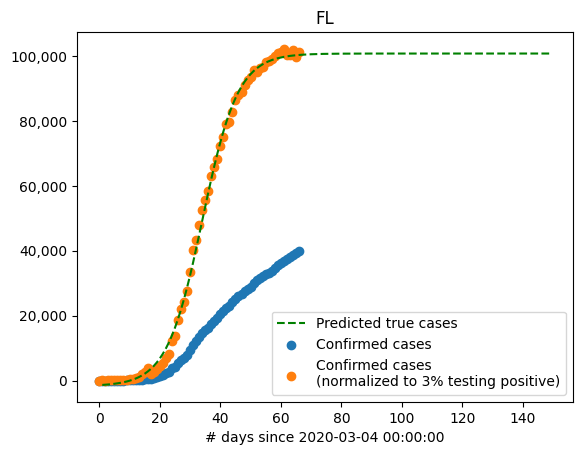 FL
100,000
80,000
60,000
40,000
20,000
0
Predicted true cases
Confirmed cases
Confirmed cases
(normalized to 3% testing positive)
0 20 40 60 80 100 120 140
# days since 2020-03-04 00:00:00